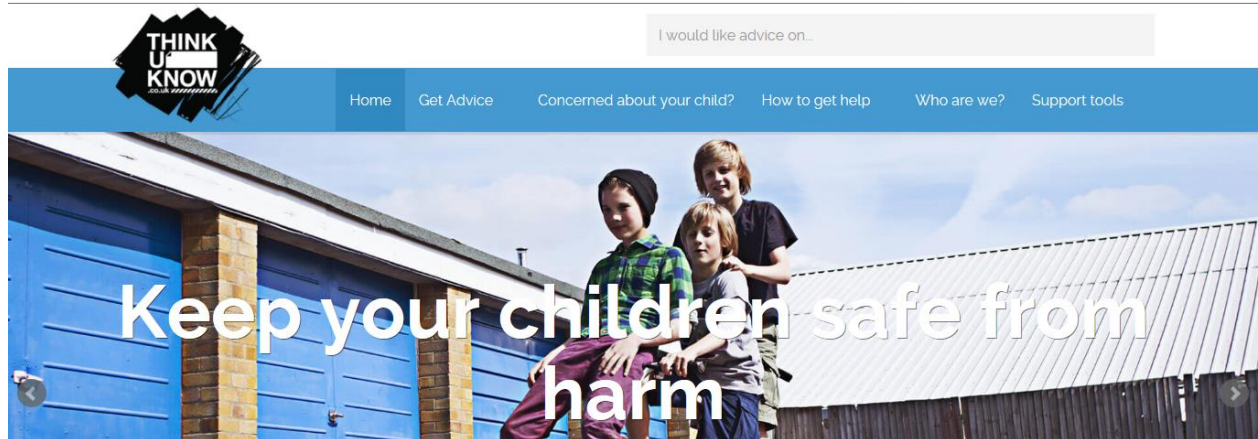 THINK
U
KNOW
.co.uk
I would like advice on...
Home Get Advice Concerned about your child? How to get help Who are we? Support tools
Keep your children safe from
harm